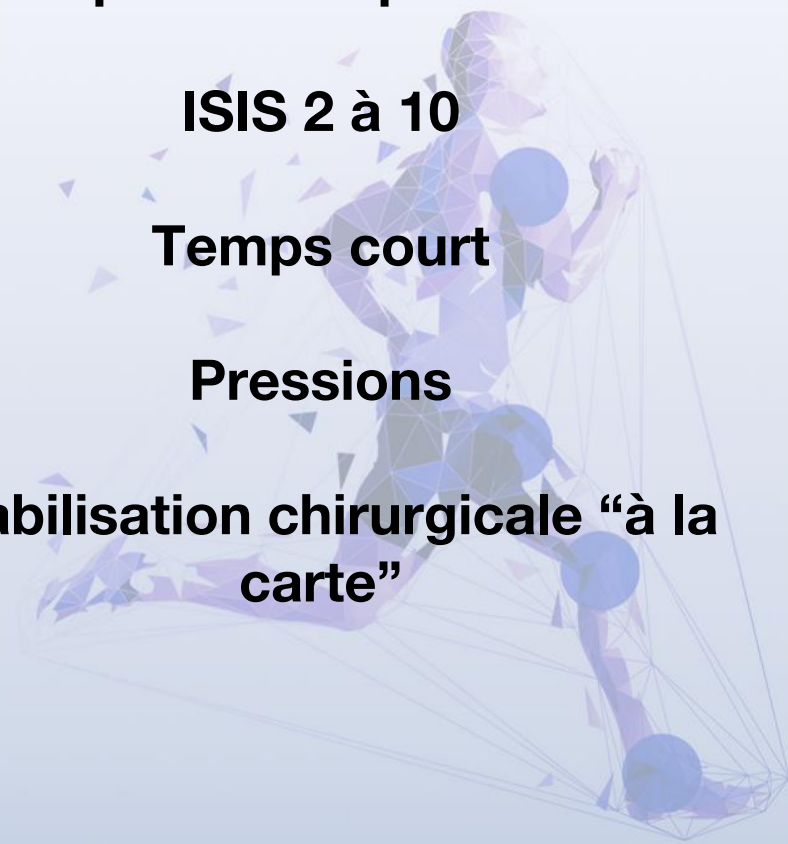 ISIS 2 à 10
Temps court
Pressions
abilisation chirurgicale “à la
carte”